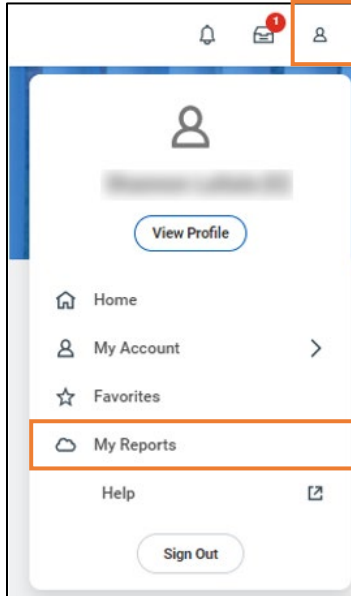 1
View Profile
Home
My Account
Favorites
My Reports
Help
Sign Out